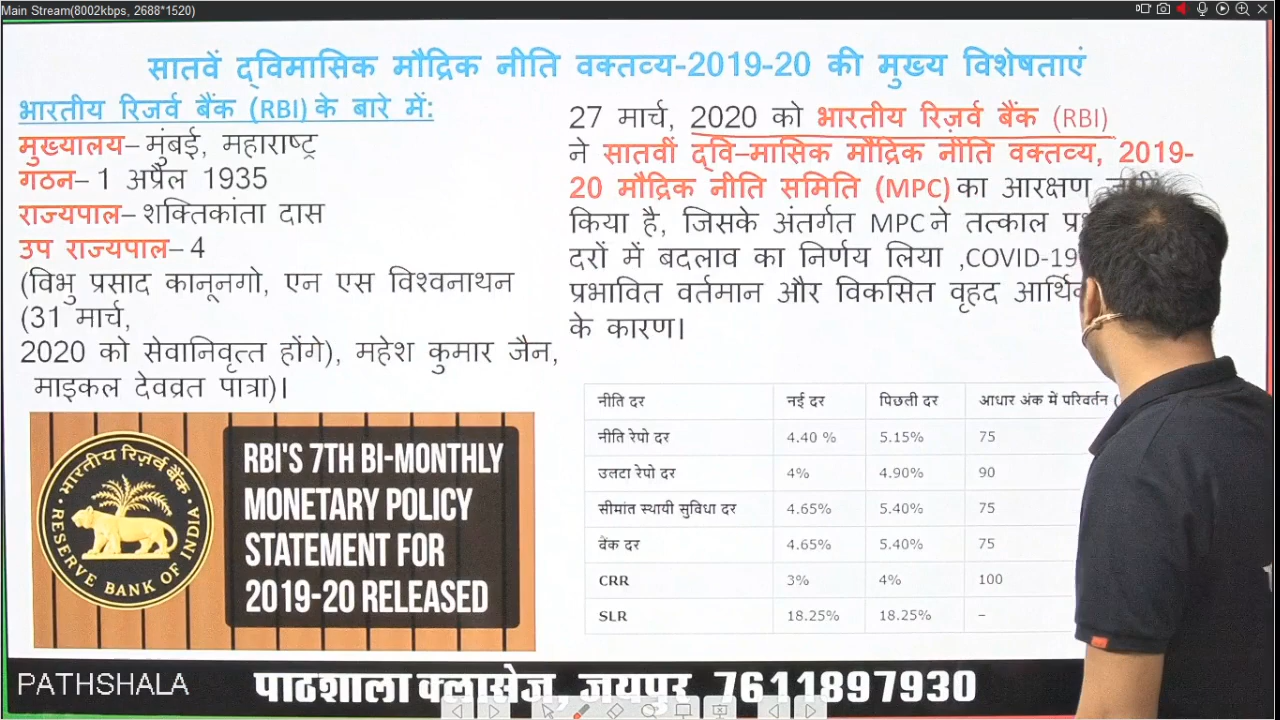 Main Stream(8002kbps, 2688*1520)
सातवें द्विमासिक मौद्रिक नीति वक्तव्य-2019-20 की मुख्य विशेषताएं
भारतीय रिजर्व बैंक (RBI) के बारे में:
मुख्यालय– मुंबई, महाराष्ट्र
गठन– 1 अप्रैल 1935
राज्यपाल– शक्तिकांता दास
उप राज्यपाल– 4
(विभु प्रसाद कानूनगो, एन एस विश्वनाथन
(31 मार्च,
2020 को सेवानिवृत्त होंगे), महेश कुमार जैन,
माइकल देवव्रत पात्रा)।
27 मार्च, 2020 को भारतीय रिज़र्व बैंक (RBI)
ने सातवीं द्वि–मासिक मौद्रिक नीति वक्तव्य, 2019-
20 मौद्रिक नीति समिति (MPC) का आरक्षण
किया है, जिसके अंतर्गत MPC ने तत्काल
दरों में बदलाव का निर्णय लिया ,COVID-19
प्रभावित वर्तमान और विकसित वृहद
के कारण।
नीति दर नई दर पिछली दर आधार अंक में परिवर्तन (
नीति रेपो दर 4.40 % 5.15% 75
उलटा रेपो दर 4% 4.90% 90
सीमांत स्थायी सुविधा दर 4.65% 5.40% 75
बैंक दर 4.65% 5.40% 75
CRR 3% 4% 100
SLR 18.25% 18.25% –
भारतीय रिज़र्व बैंक
RESERVE BANK OF INDIA
RBI'S 7TH BI-MONTHLY
MONETARY POLICY
STATEMENT FOR
2019-20 RELEASED
PATHSHALA
पाठशाला क्लासेज, जयपुर 7611897930